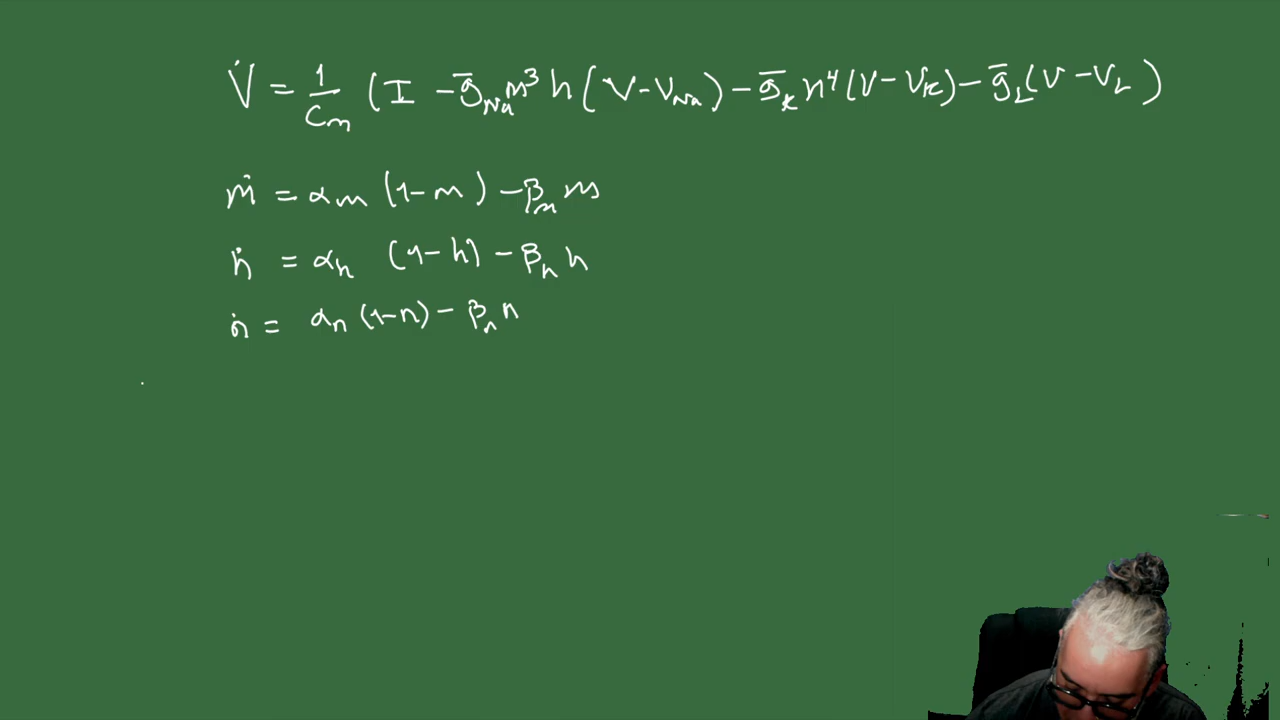 V̇ = 1/Cm (I − ḡNa m³ h (V − VNa) − ḡK n⁴ (V − VK) − ḡL (V − VL))
ṁ = αm (1 − m) − βm m
ḣ = αh (1 − h) − βh h
ṅ = αn (1 − n) − βn n